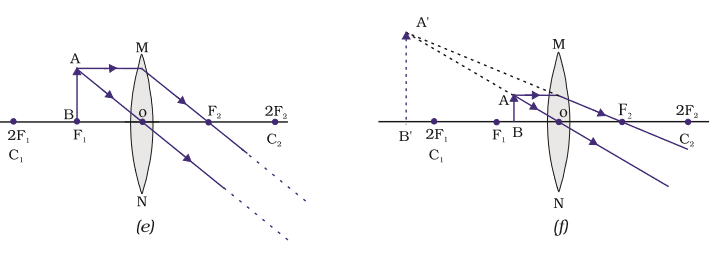 M
A
B
O
F₂
2F₂
2F₁
F₁
C₁
C₂
N
(e)
A'
M
A
O
F₂
2F₂
B'
2F₁
F₁
B
C₁
C₂
N
(f)